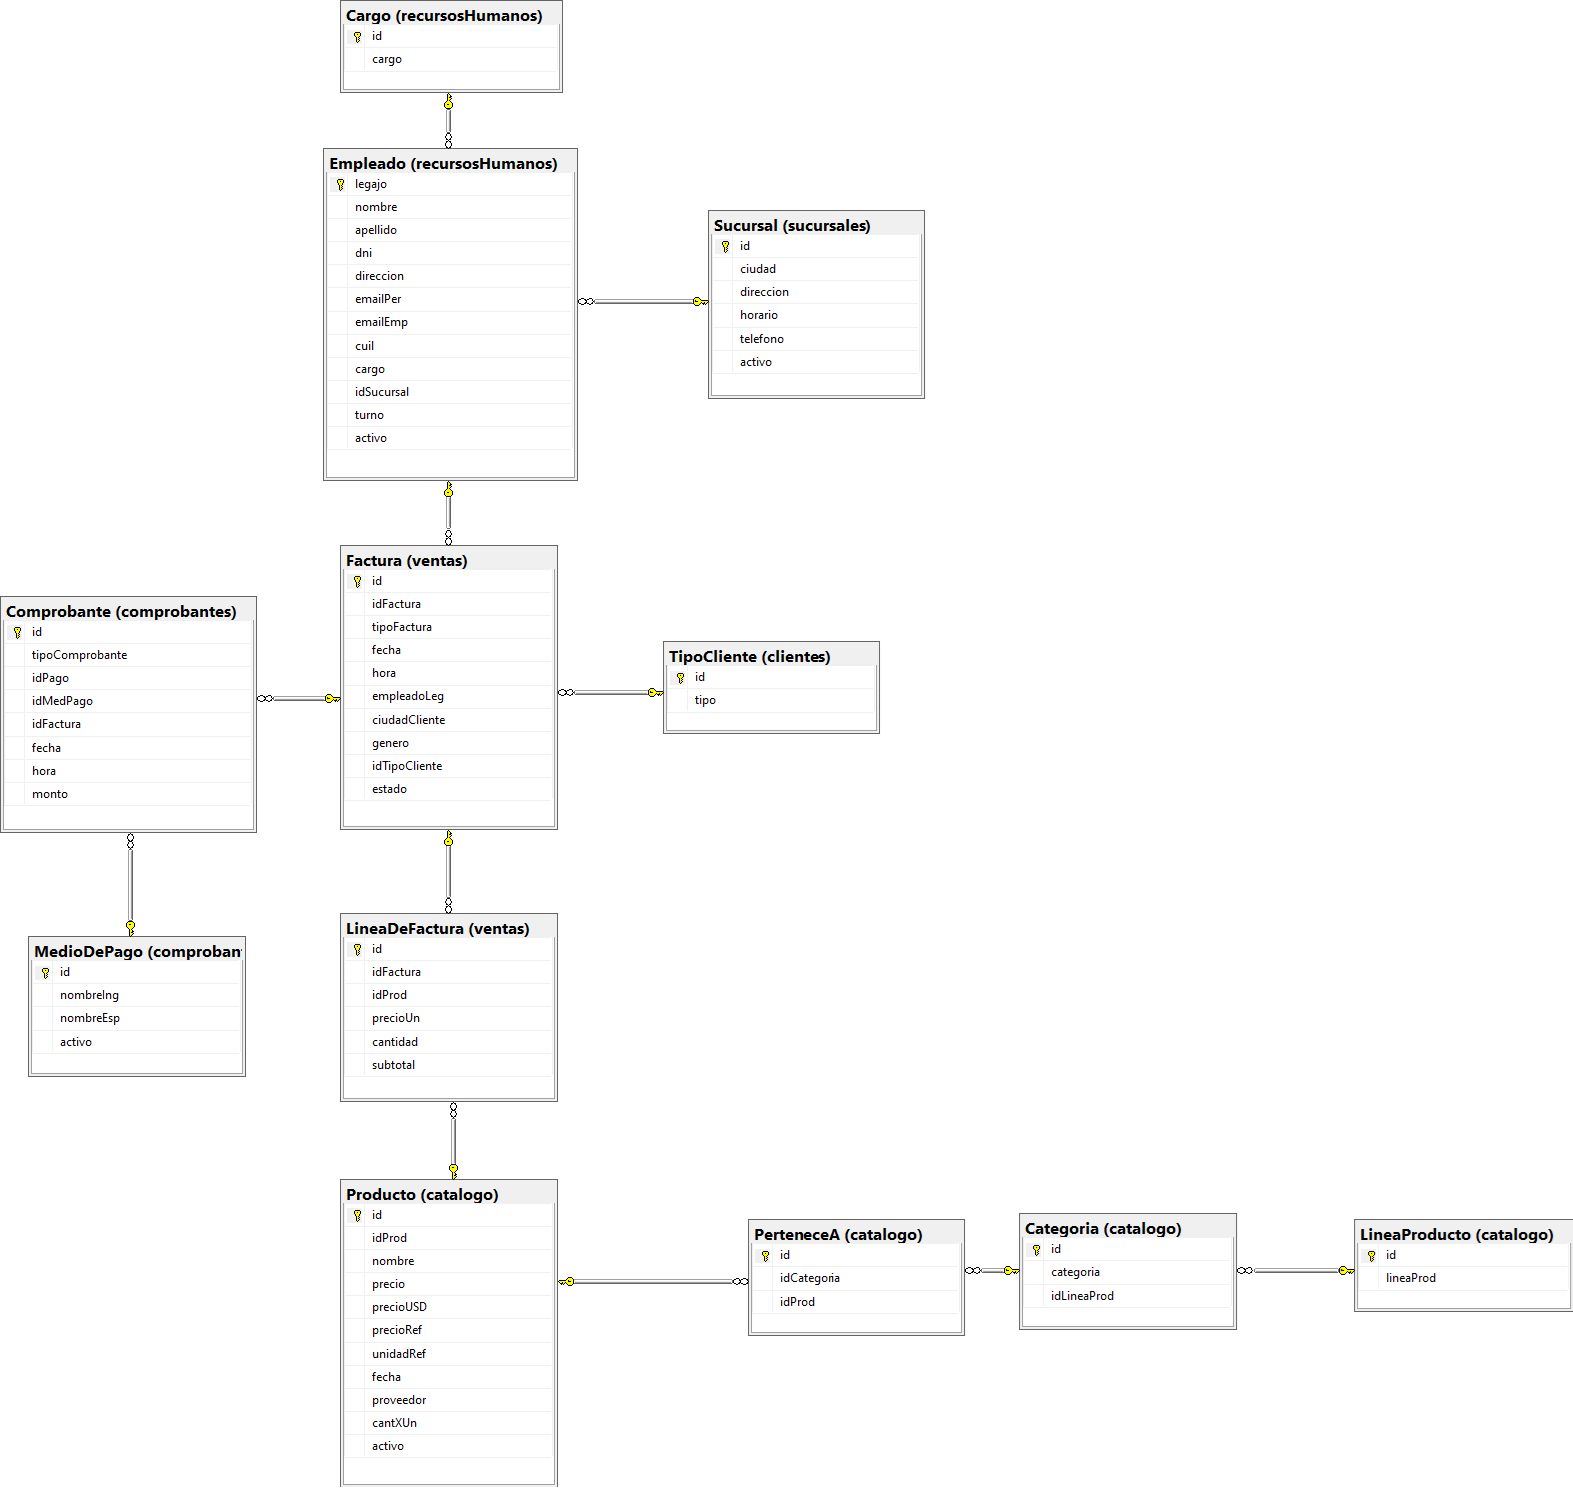 Cargo (recursosHumanos)
id
cargo
Empleado (recursosHumanos)
legajo
nombre
apellido
dni
direccion
emailPer
emailEmp
cuil
cargo
idSucursal
turno
activo
Sucursal (sucursales)
id
ciudad
direccion
horario
telefono
activo
Factura (ventas)
id
idFactura
tipoFactura
fecha
hora
empleadoLeg
ciudadCliente
genero
idTipoCliente
estado
Comprobante (comprobantes)
id
tipoComprobante
idPago
idMedPago
idFactura
fecha
hora
monto
TipoCliente (clientes)
id
tipo
MedioDePago (comproban
id
nombreIng
nombreEsp
activo
LineaDeFactura (ventas)
id
idFactura
idProd
precioUn
cantidad
subtotal
Producto (catalogo)
id
idProd
nombre
precio
precioUSD
precioRef
unidadRef
fecha
proveedor
cantXUn
activo
PerteneceA (catalogo)
id
idCategoria
idProd
Categoria (catalogo)
id
categoria
idLineaProd
LineaProducto (catalogo)
id
lineaProd